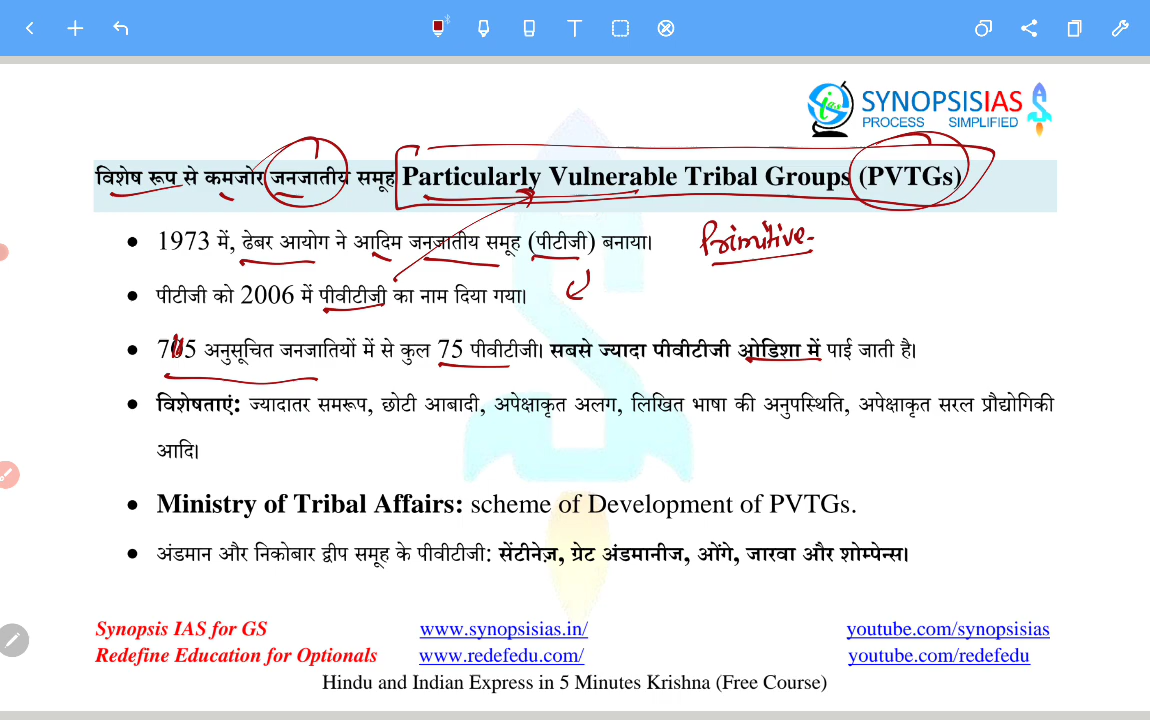 SYNOPSISIAS
PROCESS SIMPLIFIED
विशेष रूप से कमजोर जनजातीय समूह Particularly Vulnerable Tribal Groups (PVTGs)
• 1973 में, ढेबर आयोग ने आदिम जनजातीय समूह (पीटीजी) बनाया। Primitive-
• पीटीजी को 2006 में पीवीटीजी का नाम दिया गया।
• 705 अनुसूचित जनजातियों में से कुल 75 पीवीटीजी। सबसे ज्यादा पीवीटीजी ओडिशा में पाई जाती है।
• विशेषताएं: ज्यादातर समरूप, छोटी आबादी, अपेक्षाकृत अलग, लिखित भाषा की अनुपस्थिति, अपेक्षाकृत सरल प्रौद्योगिकी
आदि।
• Ministry of Tribal Affairs: scheme of Development of PVTGs.
• अंडमान और निकोबार द्वीप समूह के पीवीटीजी: सेंटीनेज़, ग्रेट अंडमानीज, ओंगे, जारवा और शोम्पेन्स।
Synopsis IAS for GS www.synopsisias.in/ youtube.com/synopsisias
Redefine Education for Optionals www.redefedu.com/ youtube.com/redefedu
Hindu and Indian Express in 5 Minutes Krishna (Free Course)